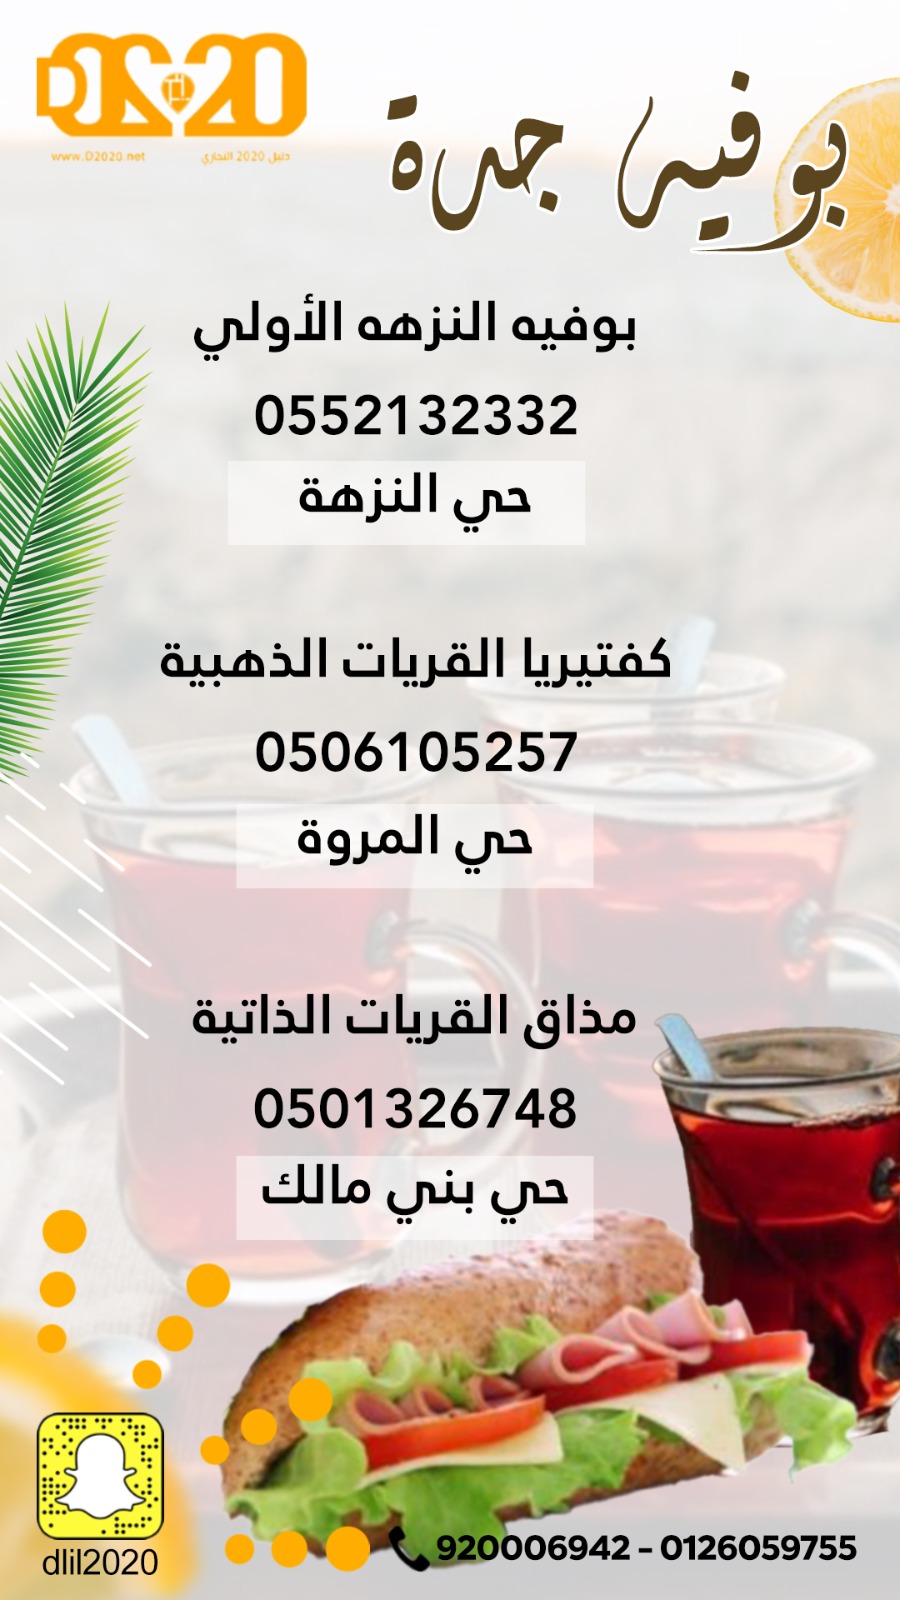 D2020
www.D2020.net
دليل 2020 التجاري
بوفيه جدة
بوفيه النزهه الأولي
0552132332
حي النزهة
كفتيريا القريات الذهبية
0506105257
حي المروة
مذاق القريات الذاتية
0501326748
حي بني مالك
dlil2020
920006942 - 0126059755